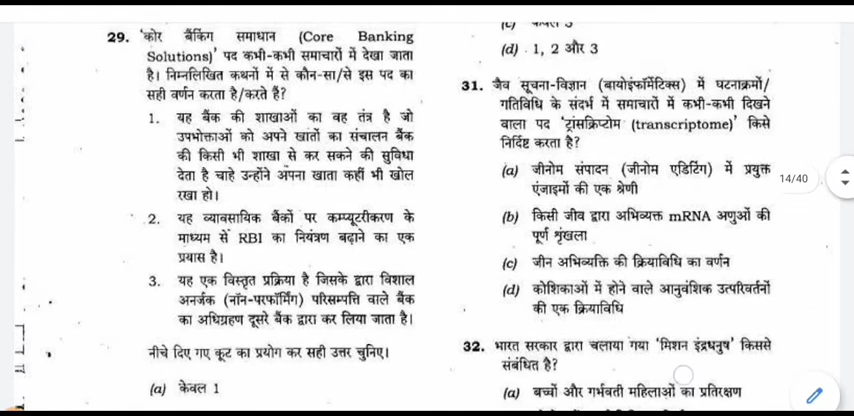 29. 'कोर बैंकिंग समाधान (Core Banking
Solutions)' पद कभी-कभी समाचारों में देखा जाता
है। निम्नलिखित कथनों में से कौन-सा/से इस पद का
सही वर्णन करता है/करते हैं?
1. यह बैंक की शाखाओं का वह तंत्र है जो
उपभोक्ताओं को अपने खातों का संचालन बैंक
की किसी भी शाखा से कर सकने की सुविधा
देता है चाहे उन्होंने अपना खाता कहीं भी खोल
रखा हो।
2. यह व्यावसायिक बैंकों पर कम्प्यूटरीकरण के
माध्यम से RBI का नियंत्रण बढ़ाने का एक
प्रयास है।
3. यह एक विस्तृत प्रक्रिया है जिसके द्वारा विशाल
अनर्जक (नॉन-परफॉर्मिंग) परिसम्पत्ति वाले बैंक
का अधिग्रहण दूसरे बैंक द्वारा कर लिया जाता है।
नीचे दिए गए कूट का प्रयोग कर सही उत्तर चुनिए।
(a) केवल 1
(d) 1, 2 और 3
31. जैव सूचना-विज्ञान (बायोइंफॉर्मेटिक्स) में घटनाक्रमों/
गतिविधि के संदर्भ में समाचारों में कभी-कभी दिखने
वाला पद 'ट्रांसक्रिप्टोम (transcriptome)' किसे
निर्दिष्ट करता है?
(a) जीनोम संपादन (जीनोम एडिटिंग) में प्रयुक्त
एंजाइमों की एक श्रेणी
(b) किसी जीव द्वारा अभिव्यक्त mRNA अणुओं की
पूर्ण शृंखला
(c) जीन अभिव्यक्ति की क्रियाविधि का वर्णन
(d) कोशिकाओं में होने वाले आनुवंशिक उत्परिवर्तनों
की एक क्रियाविधि
32. भारत सरकार द्वारा चलाया गया 'मिशन इंद्रधनुष' किससे
संबंधित है?
(a) बच्चों और गर्भवती महिलाओं का प्रतिरक्षण
14/40